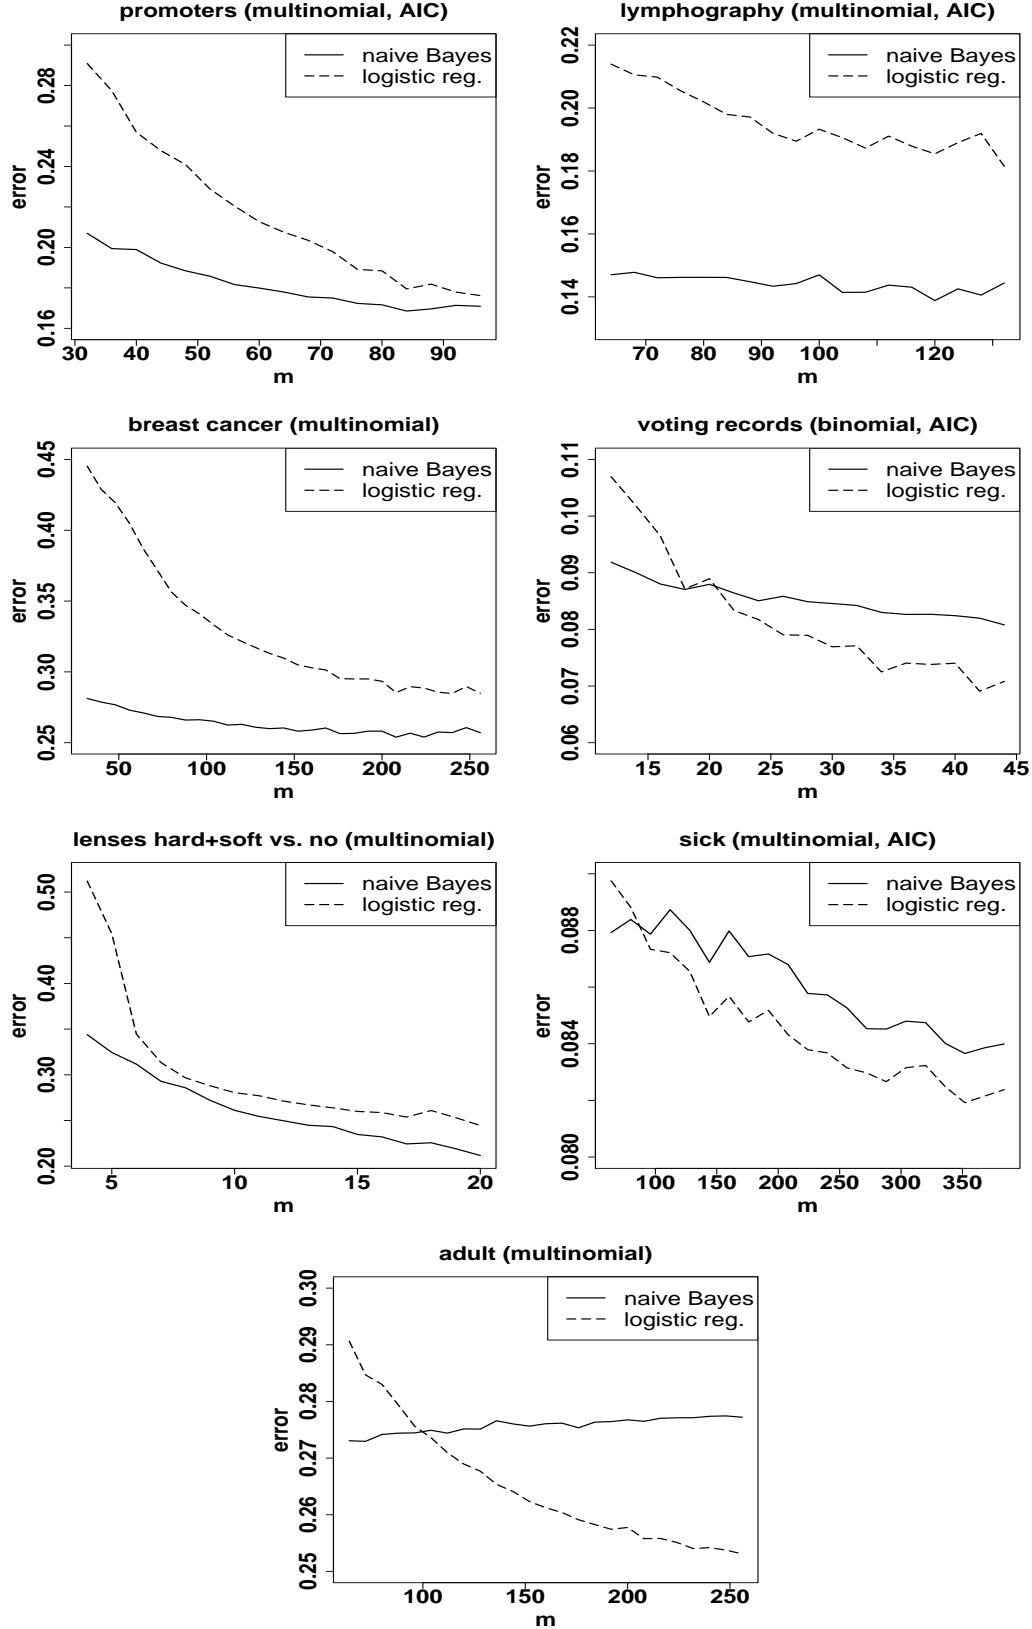 promoters (multinomial, AIC)
naive Bayes
logistic reg.
error
0.16 0.20 0.24 0.28
30 40 50 60 70 80 90
m
lymphography (multinomial, AIC)
naive Bayes
logistic reg.
error
0.14 0.16 0.18 0.20 0.22
70 80 90 100 120
m
breast cancer (multinomial)
naive Bayes
logistic reg.
error
0.25 0.30 0.35 0.40 0.45
50 100 150 200 250
m
voting records (binomial, AIC)
naive Bayes
logistic reg.
error
0.06 0.07 0.08 0.09 0.10 0.11
15 20 25 30 35 40 45
m
lenses hard+soft vs. no (multinomial)
naive Bayes
logistic reg.
error
0.20 0.30 0.40 0.50
5 10 15 20
m
sick (multinomial, AIC)
naive Bayes
logistic reg.
error
0.080 0.084 0.088
100 150 200 250 300 350
m
adult (multinomial)
naive Bayes
logistic reg.
error
0.25 0.26 0.27 0.28 0.29 0.30
100 150 200 250
m